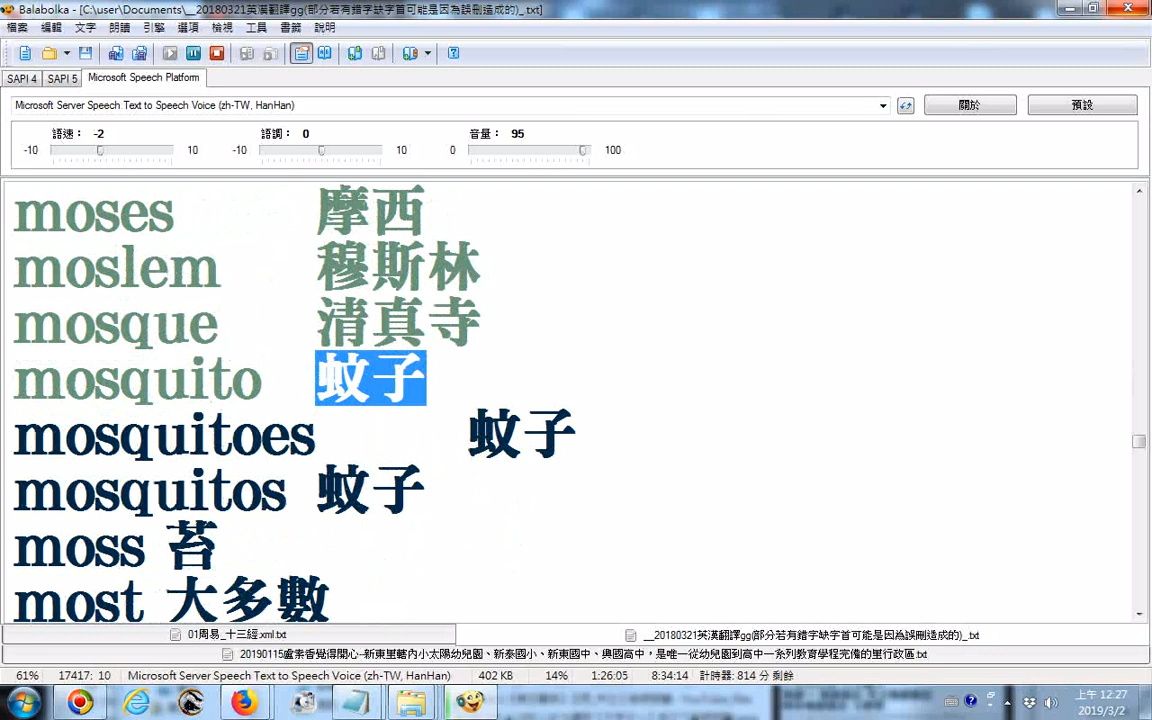 Balabolka - [C:\user\Documents\__20180321英漢翻譯gg(部分若有錯字缺字首可能是因為誤刪造成的)_.txt]
檔案 編輯 文字 朗讀 引擎 選項 檢視 工具 書籤 說明
SAPI 4 SAPI 5 Microsoft Speech Platform
Microsoft Server Speech Text to Speech Voice (zh-TW, HanHan) 關於 預設
語速： -2 語調： 0 音量： 95
-10 10 -10 10 0 100
moses 摩西
moslem 穆斯林
mosque 清真寺
mosquito 蚊子
mosquitoes 蚊子
mosquitos 蚊子
moss 苔
most 大多數
01周易_十三經.xml.txt __20180321英漢翻譯gg(部分若有錯字缺字首可能是因為誤刪造成的)_.txt
20190115盧素香覺得開心-新東里轄內小太陽幼兒園、新泰國小、新東國中、興國高中，是唯一從幼兒園到高中一系列教育學程完備的里行政區.txt
61% 17417: 10 Microsoft Server Speech Text to Speech Voice (zh-TW, HanHan) 402 KB 14% 1:26:05 8:34:14 計時器: 814 分 剩餘
上午 12:27
2019/3/2